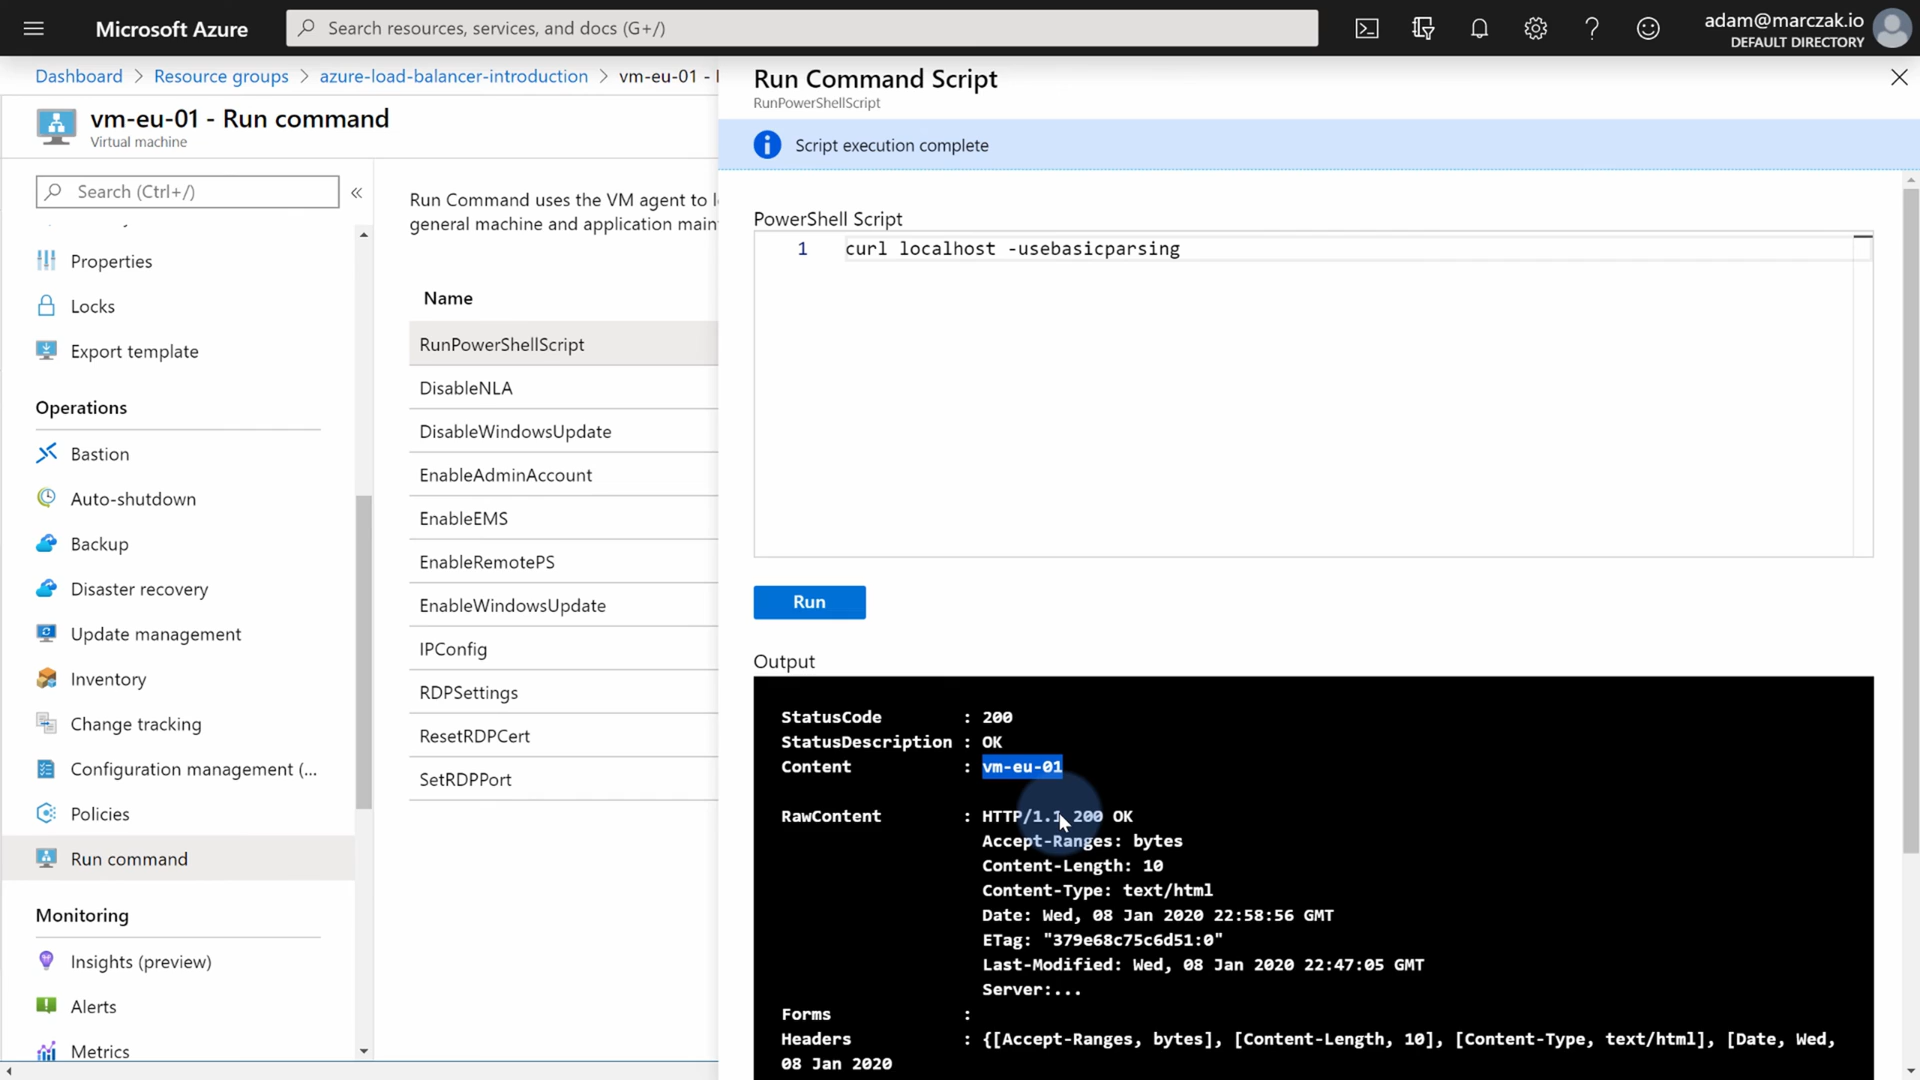 Microsoft Azure
Search resources, services, and docs (G+/)
adam@marczak.io
DEFAULT DIRECTORY
Dashboard > Resource groups > azure-load-balancer-introduction > vm-eu-01 -
vm-eu-01 - Run command
Virtual machine
Search (Ctrl+/)
«
Properties
Locks
Export template
Operations
Bastion
Auto-shutdown
Backup
Disaster recovery
Update management
Inventory
Change tracking
Configuration management (...
Policies
Run command
Monitoring
Insights (preview)
Alerts
Metrics
Run Command uses the VM agent to
general machine and application
Name
RunPowerShellScript
DisableNLA
DisableWindowsUpdate
EnableAdminAccount
EnableEMS
EnableRemotePS
EnableWindowsUpdate
IPConfig
RDPSettings
ResetRDPCert
SetRDPPort
Run Command Script
RunPowerShellScript
Script execution complete
PowerShell Script
1 curl localhost -usebasicparsing
Run
Output
StatusCode : 200
StatusDescription : OK
Content : vm-eu-01
RawContent : HTTP/1.1 200 OK
Accept-Ranges: bytes
Content-Length: 10
Content-Type: text/html
Date: Wed, 08 Jan 2020 22:58:56 GMT
ETag: "379e68c75c6d51:0"
Last-Modified: Wed, 08 Jan 2020 22:47:05 GMT
Server:...
Forms :
Headers : {[Accept-Ranges, bytes], [Content-Length, 10], [Content-Type, text/html], [Date, Wed,
08 Jan 2020